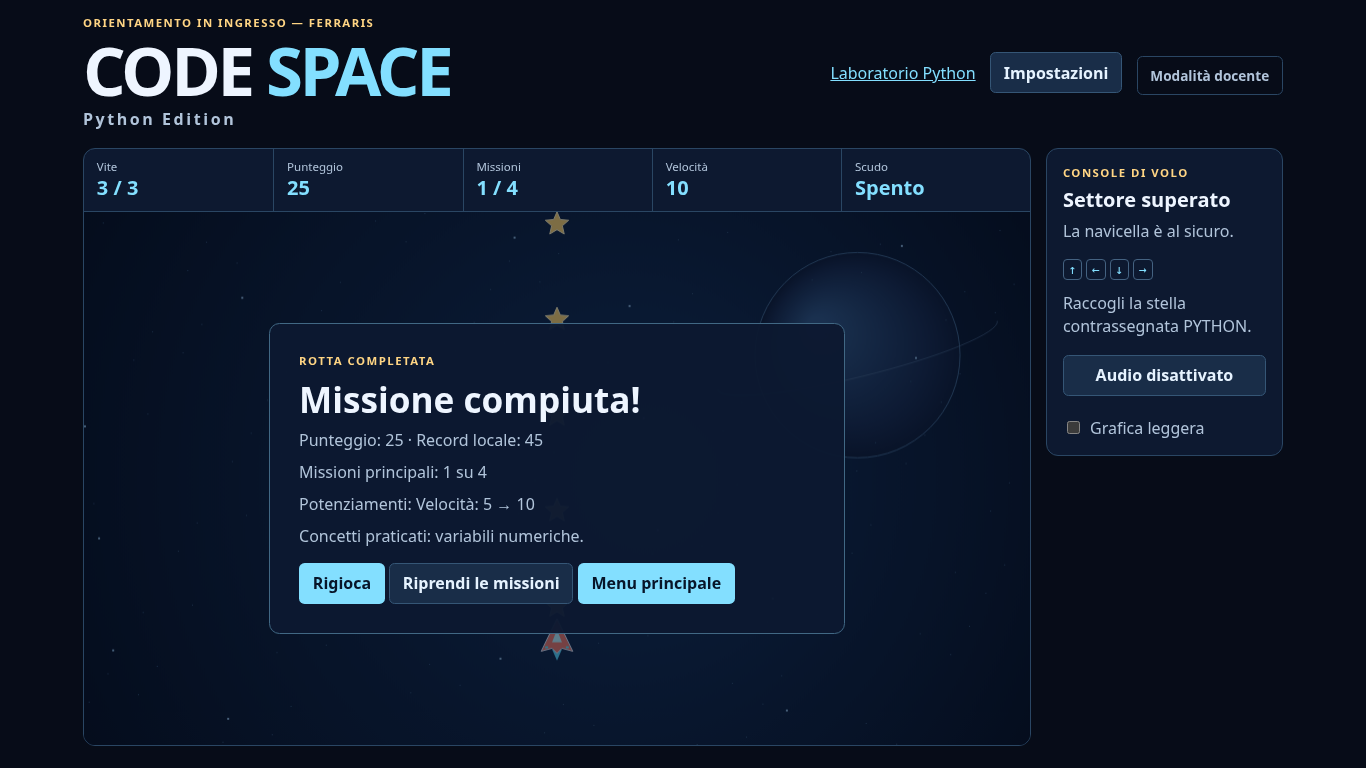 ORIENTAMENTO IN INGRESSO — FERRARIS
CODE SPACE
Python Edition
Laboratorio Python
Impostazioni
Modalità docente
Vite
3 / 3
Punteggio
25
Missioni
1 / 4
Velocità
10
Scudo
Spento
ROTTA COMPLETATA
Missione compiuta!
Punteggio: 25 · Record locale: 45
Missioni principali: 1 su 4
Potenziamenti: Velocità: 5 → 10
Concetti praticati: variabili numeriche.
Rigioca
Riprendi le missioni
Menu principale
CONSOLE DI VOLO
Settore superato
La navicella è al sicuro.
↑ ← ↓ →
Raccogli la stella
contrassegnata PYTHON.
Audio disattivato
Grafica leggera